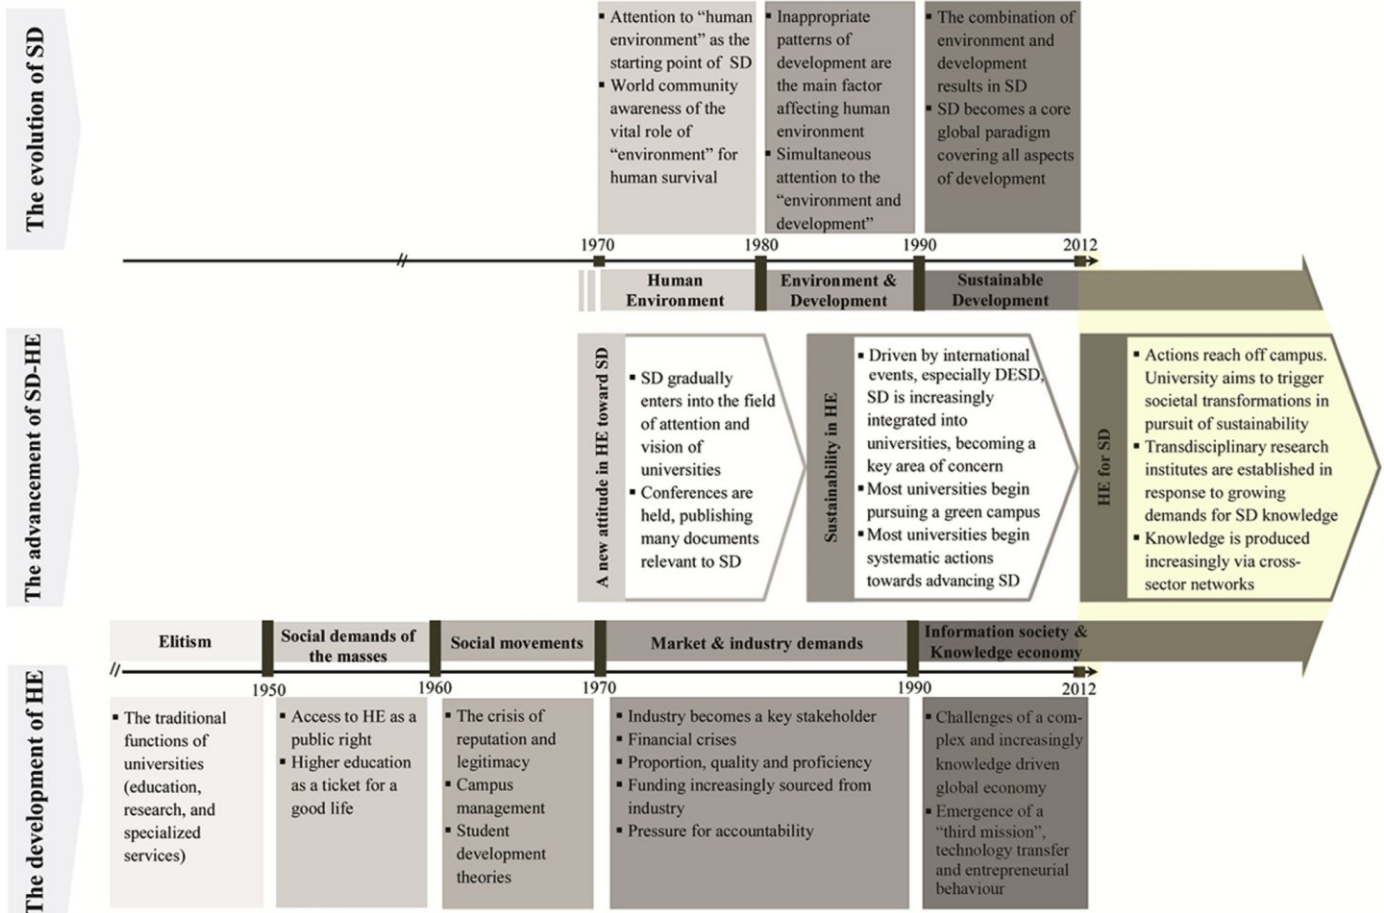 The evolution of SD
▪ Attention to “human
environment” as the
starting point of SD
▪ World community
awareness of the
vital role of
“environment” for
human survival
▪ Inappropriate
patterns of
development are
the main factor
affecting human
environment
▪ Simultaneous
attention to the
“environment and
development”
▪ The combination of
environment and
development
results in SD
▪ SD becomes a core
global paradigm
covering all aspects
of development
1970
1980
1990
2012
//
Human
Environment
Environment &
Development
Sustainable
Development
The advancement of SD-HE
A new attitude in HE toward SD
▪ SD gradually
enters into the field
of attention and
vision of
universities
▪ Conferences are
held, publishing
many documents
relevant to SD
Sustainability in HE
▪ Driven by international
events, especially DESD,
SD is increasingly
integrated into
universities, becoming a
key area of concern
▪ Most universities begin
pursuing a green campus
▪ Most universities begin
systematic actions
towards advancing SD
HE for SD
▪ Actions reach off campus.
University aims to trigger
societal transformations in
pursuit of sustainability
▪ Transdisciplinary research
institutes are established in
response to growing
demands for SD knowledge
▪ Knowledge is produced
increasingly via cross-
sector networks
The development of HE
Elitism
Social demands of
the masses
Social movements
Market & industry demands
Information society &
Knowledge economy
//
1950
1960
1970
1990
2012
▪ The traditional
functions of
universities
(education,
research, and
specialized
services)
▪ Access to HE as a
public right
▪ Higher education
as a ticket for a
good life
▪ The crisis of
reputation and
legitimacy
▪ Campus
management
▪ Student
development
theories
▪ Industry becomes a key stakeholder
▪ Financial crises
▪ Proportion, quality and proficiency
▪ Funding increasingly sourced from
industry
▪ Pressure for accountability
▪ Challenges of a com-
plex and increasingly
knowledge driven
global economy
▪ Emergence of a
“third mission”,
technology transfer
and entrepreneurial
behaviour